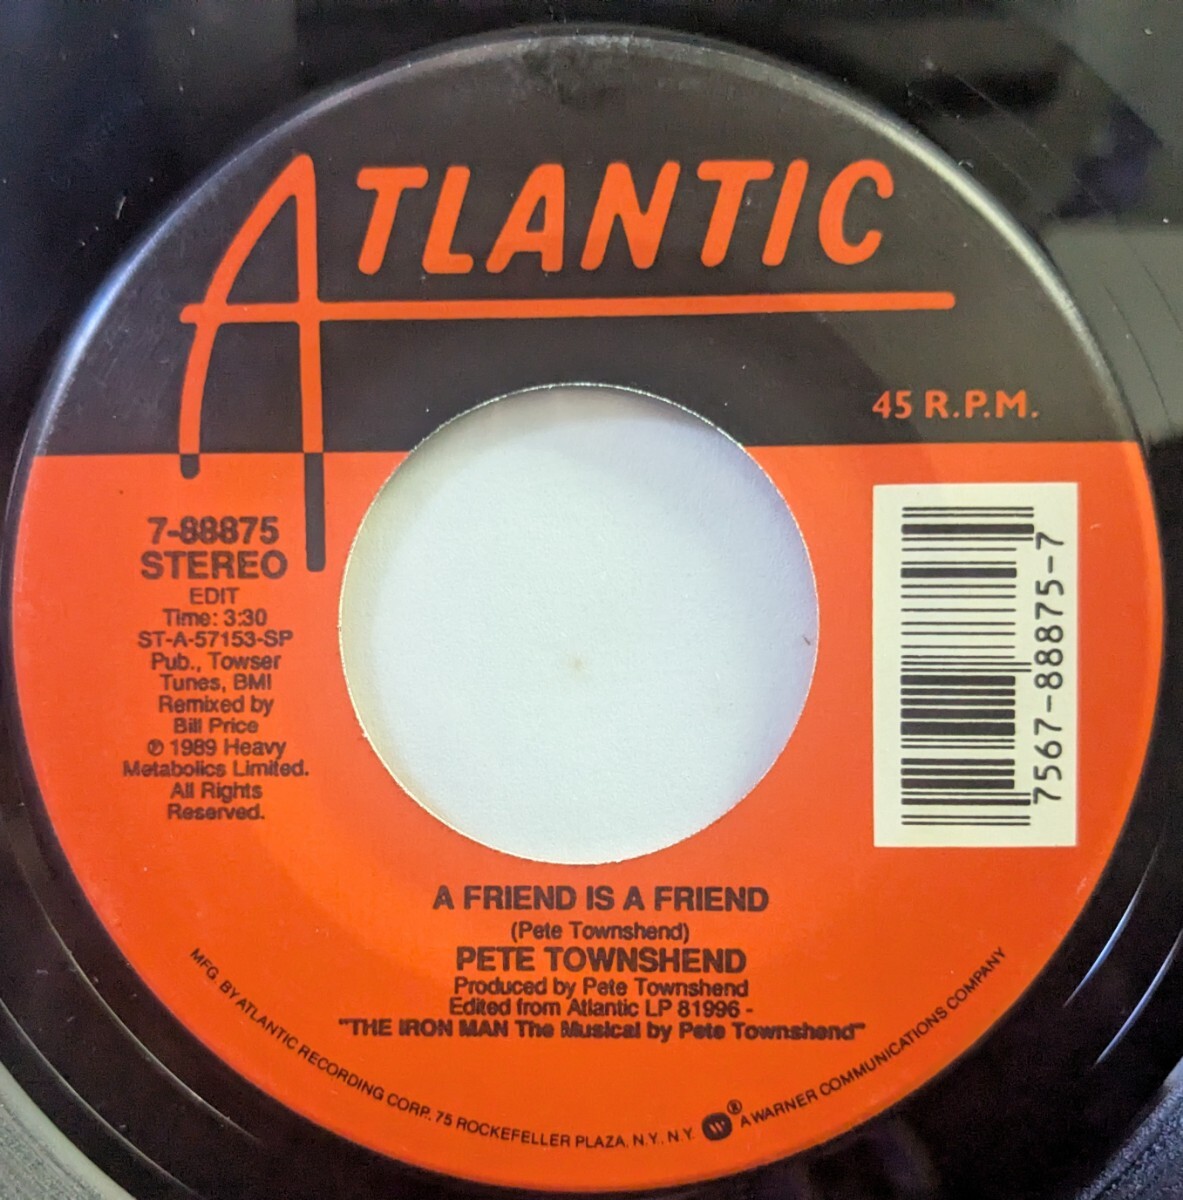 ATLANTIC
45 R.P.M.
7-88875
STEREO
EDIT
Time: 3:30
ST-A-57153-SP
Pub., Towser
Tunes, BMI
Remixed by
Bill Price
℗ 1989 Heavy
Metabolics Limited.
All Rights
Reserved.
7567-88875-7
A FRIEND IS A FRIEND
(Pete Townshend)
PETE TOWNSHEND
Produced by Pete Townshend
Edited from Atlantic LP 81996 -
"THE IRON MAN The Musical by Pete Townshend"
MFG. BY ATLANTIC RECORDING CORP., 75 ROCKEFELLER PLAZA, N.Y., N.Y. W ® A WARNER COMMUNICATIONS COMPANY